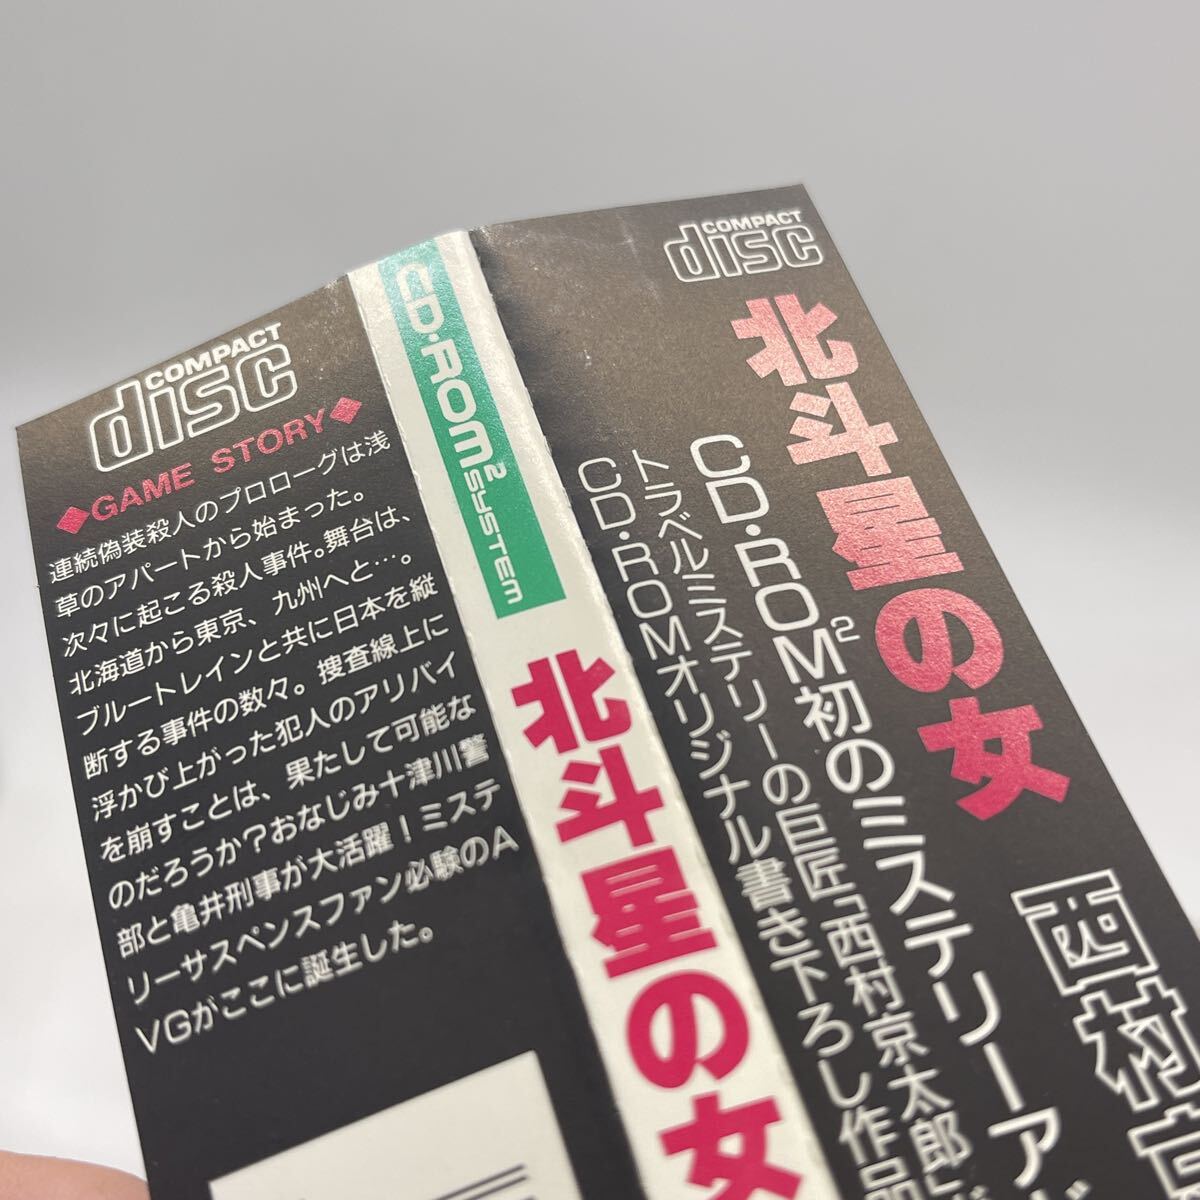 COMPACT
disc
◆GAME STORY◆
連続偽装殺人のプロローグは浅
草のアパートから始まった。
次々に起こる殺人事件。舞台は、
北海道から東京、九州へと…。
ブルートレインと共に日本を縦
断する事件の数々。捜査線上に
浮かび上がった犯人のアリバイ
を崩すことは、果たして可能な
のだろうか?おなじみ十津川警
部と亀井刑事が大活躍!ミステ
リーサスペンスファン必験のA
VGがここに誕生した。
CD・ROM2 SYSTEM
北斗星の女
COMPACT
disc
北斗星の女
西村京
CD・ROM2初のミステリーア
トラベルミステリーの巨匠「西村京太郎」
CD・ROMオリジナル書き下ろし作品